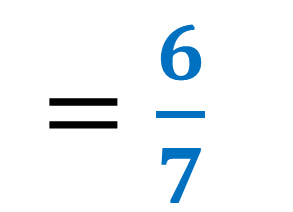 = 6/7